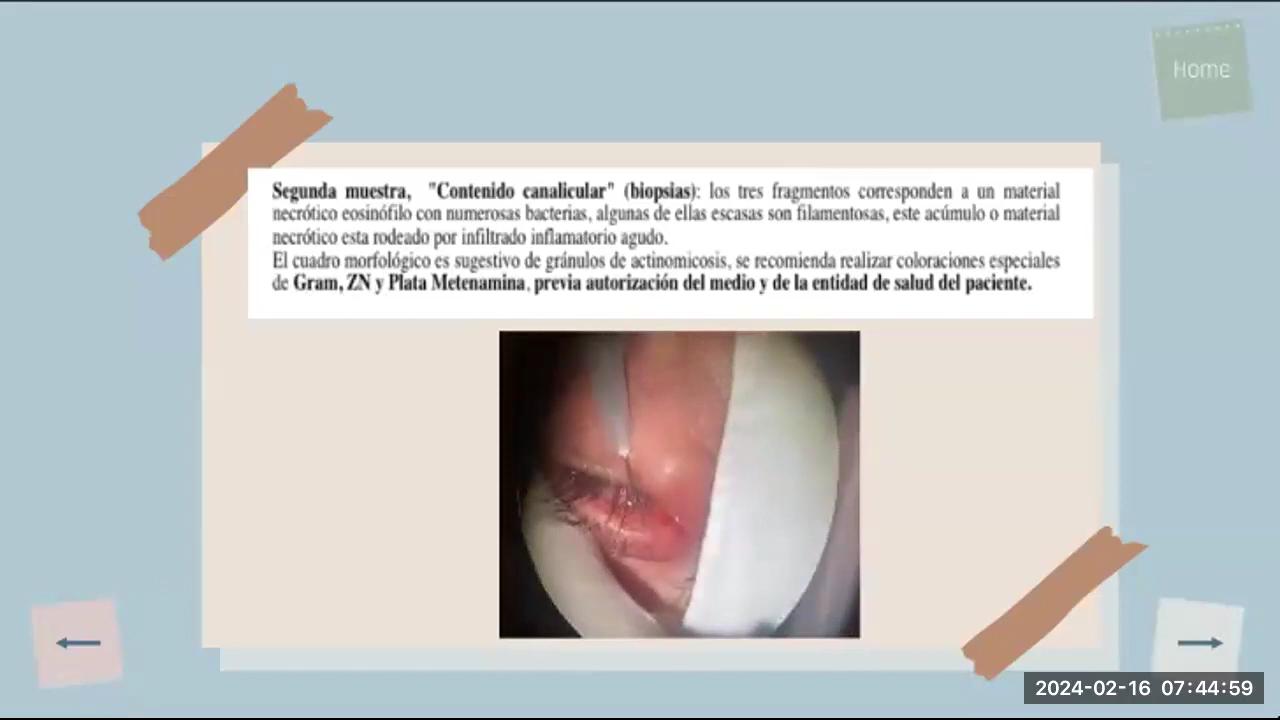 Home
Segunda muestra, "Contenido canalicular" (biopsias): los tres fragmentos corresponden a un material
necrótico eosinófilo con numerosas bacterias, algunas de ellas escasas son filamentosas, este acúmulo o material
necrótico esta rodeado por infiltrado inflamatorio agudo.
El cuadro morfológico es sugestivo de gránulos de actinomicosis, se recomienda realizar coloraciones especiales
de Gram, ZN y Plata Metenamina, previa autorización del medio y de la entidad de salud del paciente.
2024-02-16 07:44:59